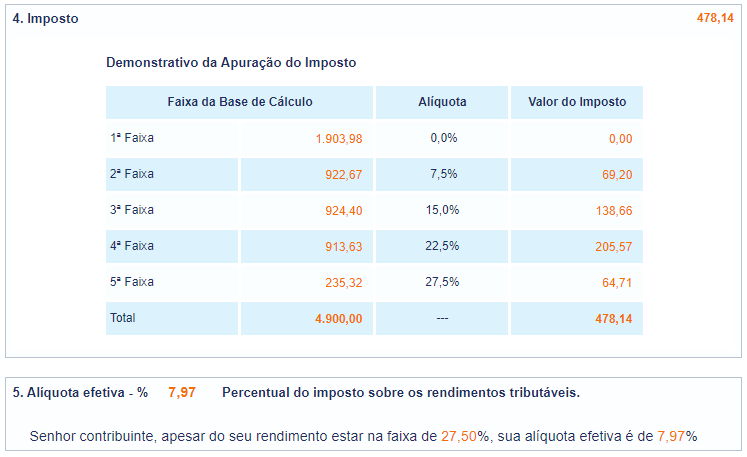 4. Imposto 478,14
Demonstrativo da Apuração do Imposto
Faixa da Base de Cálculo Alíquota Valor do Imposto
1ª Faixa 1.903,98 0,0% 0,00
2ª Faixa 922,67 7,5% 69,20
3ª Faixa 924,40 15,0% 138,66
4ª Faixa 913,63 22,5% 205,57
5ª Faixa 235,32 27,5% 64,71
Total 4.900,00 --- 478,14
5. Alíquota efetiva - % 7,97 Percentual do imposto sobre os rendimentos tributáveis.
Senhor contribuinte, apesar do seu rendimento estar na faixa de 27,50%, sua alíquota efetiva é de 7,97%